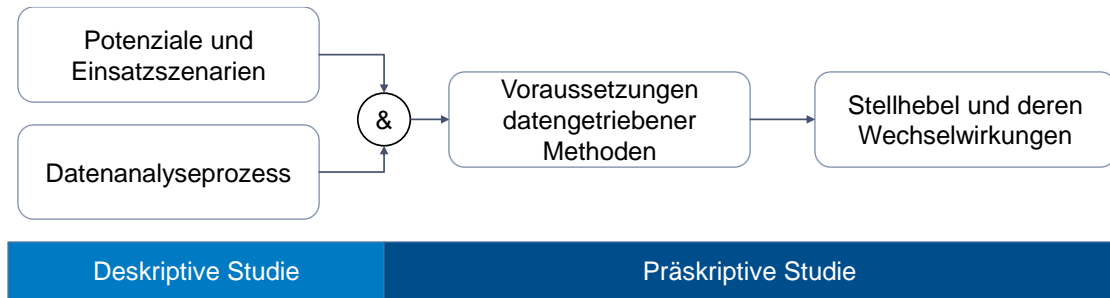 Potenziale und
Einsatzszenarien
Datenanalyseprozess
&
Voraussetzungen
datengetriebener
Methoden
Stellhebel und deren
Wechselwirkungen
Deskriptive Studie
Präskriptive Studie